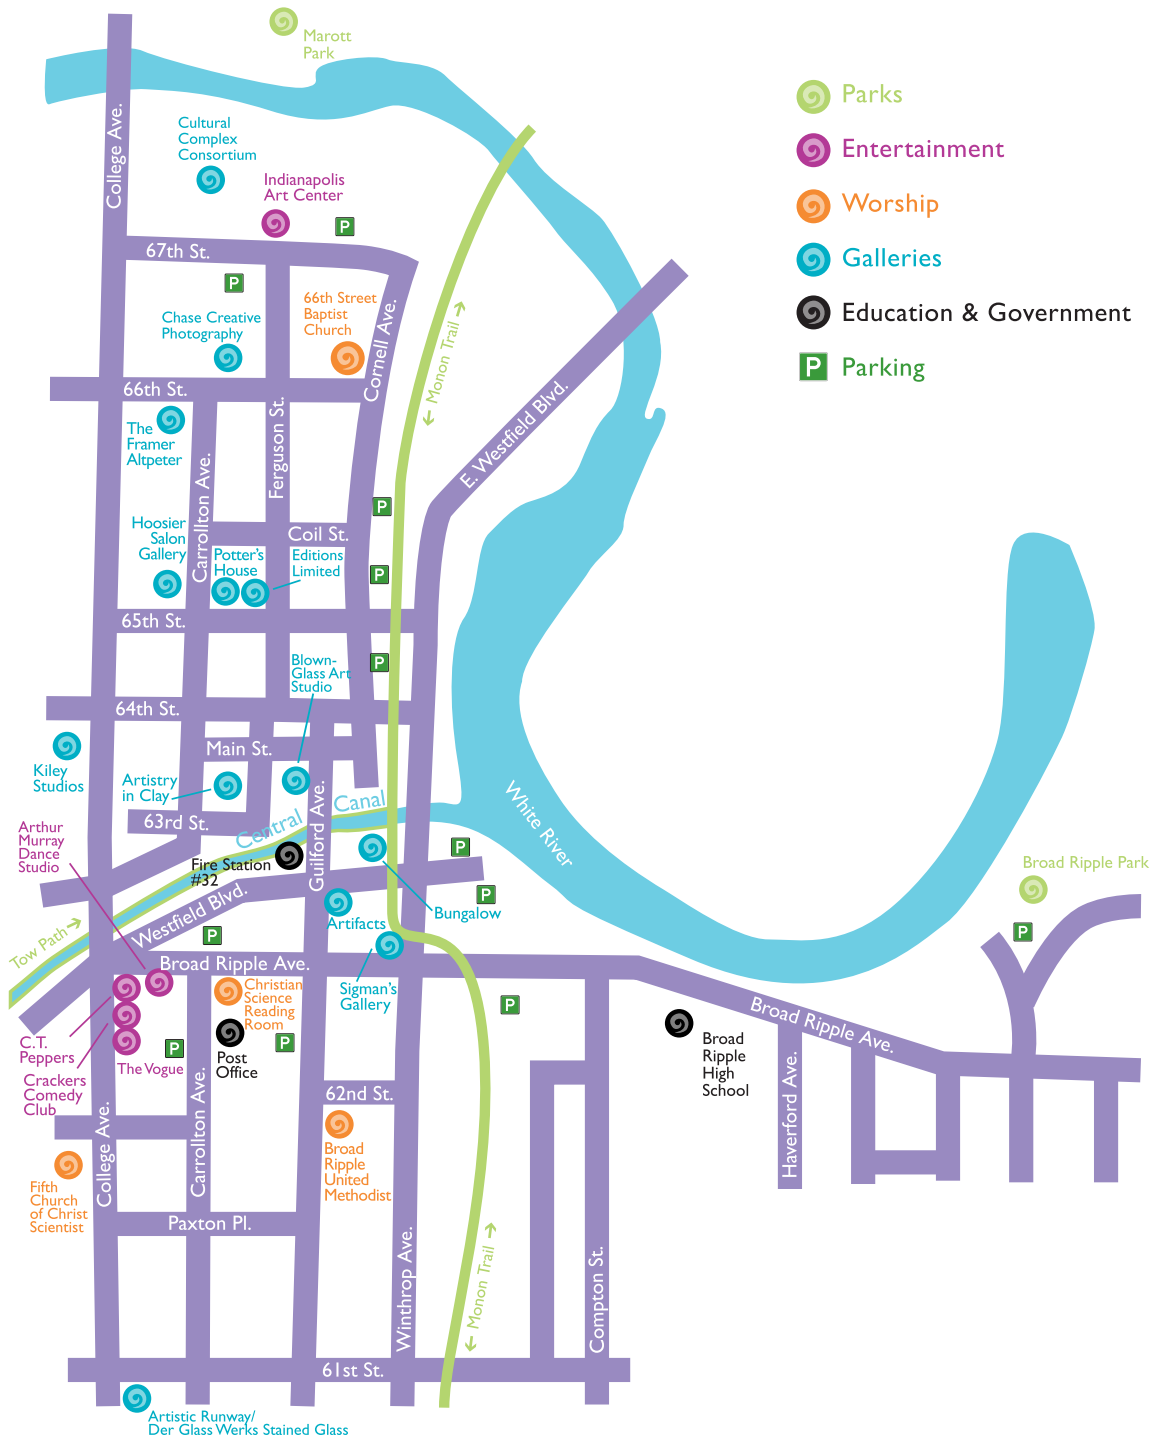 Marott
Park
Parks
Entertainment
Worship
Galleries
Education & Government
P
Parking
College Ave.
Cultural
Complex
Consortium
Indianapolis
Art Center
P
67th St.
P
66th Street
Baptist
Church
Chase Creative
Photography
Cornell Ave.
← Monon Trail →
E. Westfield Blvd.
66th St.
The
Framer
Altpeter
Ferguson St.
Carrollton Ave.
P
Hoosier
Salon
Gallery
Coil St.
Potter's
House
Editions
Limited
P
65th St.
Blown-
Glass Art
Studio
P
64th St.
Main St.
Kiley
Studios
Artistry
in Clay
63rd St.
Central
Canal
Guilford Ave.
White River
Arthur
Murray
Dance
Studio
Fire Station
#32
P
Westfield Blvd.
P
Bungalow
Artifacts
Tow Path →
P
Broad Ripple Park
P
Broad Ripple Ave.
Christian
Science
Reading
Room
Sigman's
Gallery
P
Broad Ripple Ave.
C.T.
Peppers
The Vogue
P
Post
Office
P
Broad
Ripple
High
School
Crackers
Comedy
Club
College Ave.
Carrollton Ave.
62nd St.
Haverford Ave.
Broad
Ripple
United
Methodist
Fifth
Church
of Christ
Scientist
Paxton Pl.
Winthrop Ave.
← Monon Trail →
Compton St.
61st St.
Artistic Runway/
Der Glass Werks Stained Glass